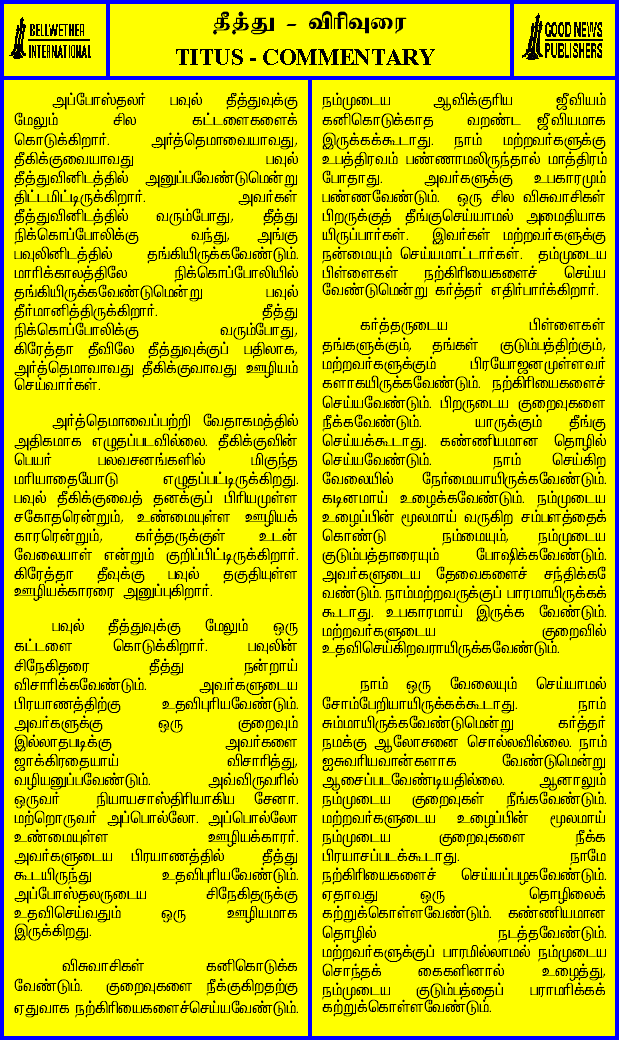 BELLWETHER
INTERNATIONAL
தீத்து - விரிவுரை
TITUS - COMMENTARY
GOOD NEWS
PUBLISHERS
அப்போஸ்தலர் பவுல் தீத்துவுக்கு
மேலும் சில கட்டளைகளைக்
கொடுக்கிறார். அர்த்தெமாவையாவது,
தீகிக்குவையாவது பவுல்
தீத்துவினிடத்தில் அனுப்பவேண்டுமென்று
திட்டமிட்டிருக்கிறார். அவர்கள்
தீத்துவினிடத்தில் வரும்போது, தீத்து
நிக்கொப்போலிக்கு வந்து, அங்கு
பவுலினிடத்தில் தங்கியிருக்கவேண்டும்.
மாரிக்காலத்திலே நிக்கொப்போலியில்
தங்கியிருக்கவேண்டுமென்று பவுல்
தீர்மானித்திருக்கிறார். தீத்து
நிக்கொப்போலிக்கு வரும்போது,
கிரேத்தா தீவிலே தீத்துவுக்குப் பதிலாக,
அர்த்தெமாவாவது தீகிக்குவாவது ஊழியம்
செய்வார்கள்.
அர்த்தெமாவைப்பற்றி வேதாகமத்தில்
அதிகமாக எழுதப்படவில்லை. தீகிக்குவின்
பெயர் பலவசனங்களில் மிகுந்த
மரியாதையோடு எழுதப்பட்டிருக்கிறது.
பவுல் தீகிக்குவைத் தனக்குப் பிரியமுள்ள
சகோதரென்றும், உண்மையுள்ள ஊழியக்
காரரென்றும், கர்த்தருக்குள் உடன்
வேலையாள் என்றும் குறிப்பிட்டிருக்கிறார்.
கிரேத்தா தீவுக்கு பவுல் தகுதியுள்ள
ஊழியக்காரரை அனுப்புகிறார்.
பவுல் தீத்துவுக்கு மேலும் ஒரு
கட்டளை கொடுக்கிறார். பவுலின்
சிநேகிதரை தீத்து நன்றாய்
விசாரிக்கவேண்டும். அவர்களுடைய
பிரயாணத்திற்கு உதவிபுரியவேண்டும்.
அவர்களுக்கு ஒரு குறைவும்
இல்லாதபடிக்கு அவர்களை
ஜாக்கிரதையாய் விசாரித்து,
வழியனுப்பவேண்டும். அவ்விருவரில்
ஒருவர் நியாயசாஸ்திரியாகிய சேனா.
மற்றொருவர் அப்பொல்லோ. அப்பொல்லோ
உண்மையுள்ள ஊழியக்காரர்.
அவர்களுடைய பிரயாணத்தில் தீத்து
கூடயிருந்து உதவிபுரியவேண்டும்.
அப்போஸ்தலருடைய சிநேகிதருக்கு
உதவிசெய்வதும் ஒரு ஊழியமாக
இருக்கிறது.
விசுவாசிகள் கனிகொடுக்க
வேண்டும். குறைவுகளை நீக்குகிறதற்கு
ஏதுவாக நற்கிரியைகளைச்செய்யவேண்டும்.
நம்முடைய ஆவிக்குரிய ஜீவியம்
கனிகொடுக்காத வறண்ட ஜீவியமாக
இருக்கக்கூடாது. நாம் மற்றவர்களுக்கு
உபத்திரவம் பண்ணாமலிருந்தால் மாத்திரம்
போதாது. அவர்களுக்கு உபகாரமும்
பண்ணவேண்டும். ஒரு சில விசுவாசிகள்
பிறருக்குத் தீங்குசெய்யாமல் அமைதியாக
யிருப்பார்கள். இவர்கள் மற்றவர்களுக்கு
நன்மையும் செய்யமாட்டார்கள். தம்முடைய
பிள்ளைகள் நற்கிரியைகளைச் செய்ய
வேண்டுமென்று கர்த்தர் எதிர்பார்க்கிறார்.
கர்த்தருடைய பிள்ளைகள்
தங்களுக்கும், தங்கள் குடும்பத்திற்கும்,
மற்றவர்களுக்கும் பிரயோஜனமுள்ளவர்
களாகயிருக்கவேண்டும். நற்கிரியைகளைச்
செய்யவேண்டும். பிறருடைய குறைவுகளை
நீக்கவேண்டும். யாருக்கும் தீங்கு
செய்யக்கூடாது. கண்ணியமான தொழில்
செய்யவேண்டும். நாம் செய்கிற
வேலையில் நேர்மையாயிருக்கவேண்டும்.
கடினமாய் உழைக்கவேண்டும். நம்முடைய
உழைப்பின் மூலமாய் வருகிற சம்பளத்தைக்
கொண்டு நம்மையும், நம்முடைய
குடும்பத்தாரையும் போஷிக்கவேண்டும்.
அவர்களுடைய தேவைகளைச் சந்திக்கவே
வண்டும். நாம்மற்றவருக்குப் பாரமாயிருக்கக்
கூடாது. உபகாரமாய் இருக்க வேண்டும்.
மற்றவர்களுடைய குறைவில்
உதவிசெய்கிறவராயிருக்கவேண்டும்.
நாம் ஒரு வேலையும் செய்யாமல்
சோம்பேறியாயிருக்கக்கூடாது. நாம்
சும்மாயிருக்கவேண்டுமென்று கர்த்தர்
நமக்கு ஆலோசனை சொல்லவில்லை. நாம்
ஐசுவரியவான்களாக வேண்டுமென்று
ஆசைப்படவேண்டியதில்லை. ஆனாலும்
நம்முடைய குறைவுகள் நீங்கவேண்டும்.
மற்றவர்களுடைய உழைப்பின் மூலமாய்
நம்முடைய குறைவுகளை நீக்க
பிரயாசப்படக்கூடாது. நாமே
நற்கிரியைகளைச் செய்யப்பழகவேண்டும்.
ஏதாவது ஒரு தொழிலைக்
கற்றுக்கொள்ளவேண்டும். கண்ணியமான
தொழில் நடத்தவேண்டும்.
மற்றவர்களுக்குப் பாரமில்லாமல் நம்முடைய
சொந்தக் கைகளினால் உழைத்து,
நம்முடைய குடும்பத்தைப் பராமரிக்கக்
கற்றுக்கொள்ளவேண்டும்.